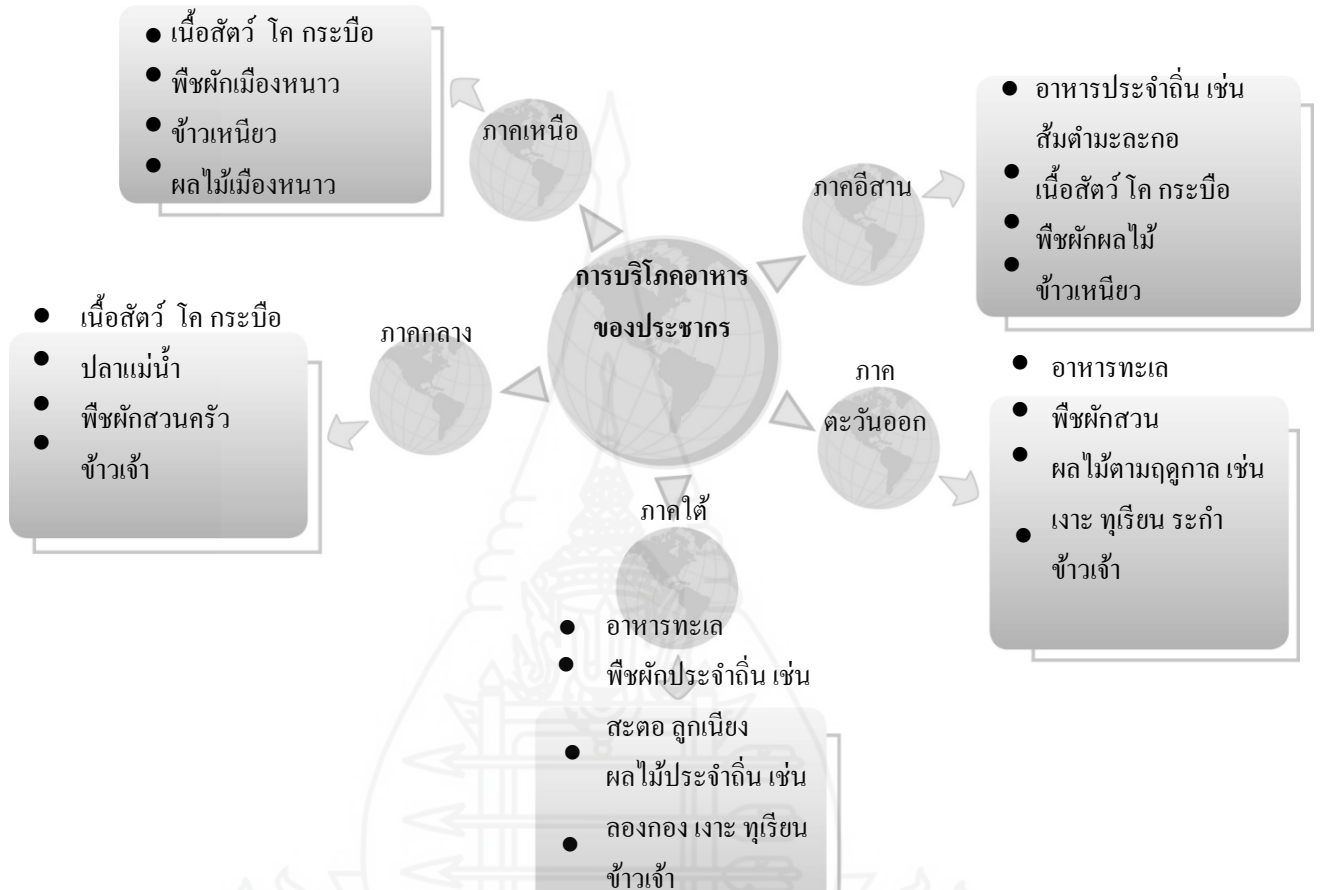 ● เนื้อสัตว์ โค กระบือ
● พืชผักเมืองหนาว
● ข้าวเหนียว
● ผลไม้เมืองหนาว
ภาคเหนือ
ภาคอีสาน
● อาหารประจำถิ่น เช่น
ส้มตำมะละกอ
● เนื้อสัตว์ โค กระบือ
● พืชผักผลไม้
● ข้าวเหนียว
การบริโภคอาหาร
ของประชากร
● เนื้อสัตว์ โค กระบือ
● ปลาแม่น้ำ
● พืชผักสวนครัว
● ข้าวเจ้า
ภาคกลาง
ภาค
ตะวันออก
● อาหารทะเล
● พืชผักสวน
● ผลไม้ตามฤดูกาล เช่น
เงาะ ทุเรียน ระกำ
● ข้าวเจ้า
ภาคใต้
● อาหารทะเล
● พืชผักประจำถิ่น เช่น
สะตอ ลูกเนียง
● ผลไม้ประจำถิ่น เช่น
ลองกอง เงาะ ทุเรียน
● ข้าวเจ้า